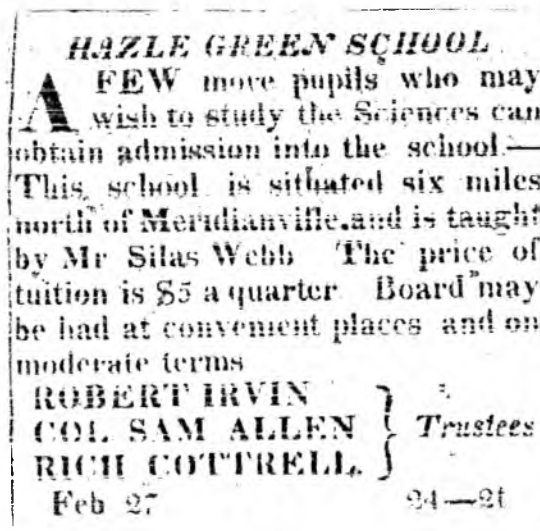 HAZLE GREEN SCHOOL
A FEW more pupils who may
wish to study the Sciences can
obtain admission into the school.—
This school is situated six miles
north of Meridianville, and is taught
by Mr Silas Webb The price of
tuition is $5 a quarter Board may
be had at convenient places and on
moderate terms
ROBERT IRVIN
COL SAM ALLEN } Trustees
RICH COTTRELL.
Feb 27 24—2t